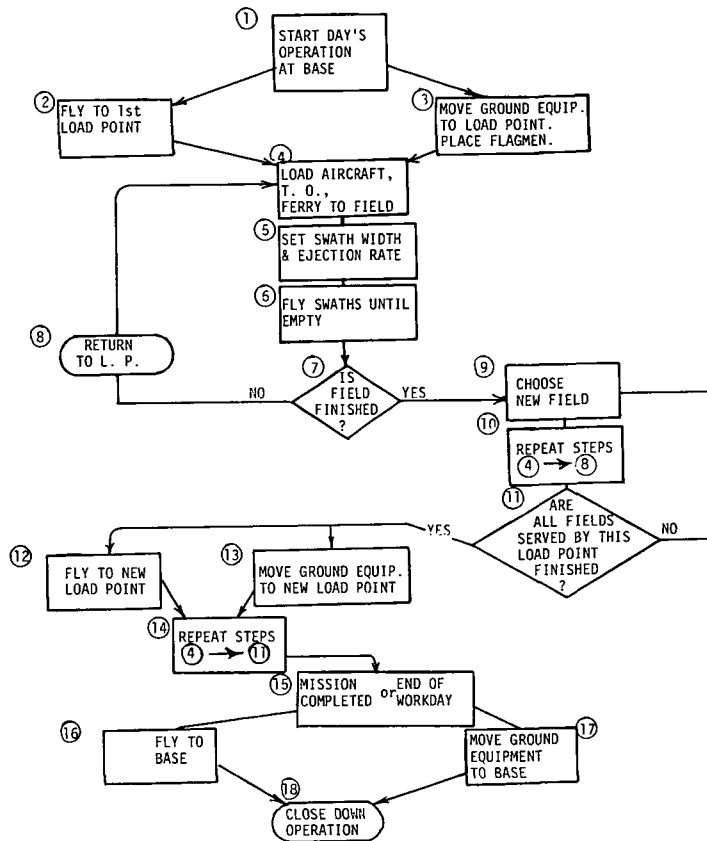 ①
START DAY'S
OPERATION
AT BASE
②
FLY TO 1st
LOAD POINT
③
MOVE GROUND EQUIP.
TO LOAD POINT.
PLACE FLAGMEN.
④
LOAD AIRCRAFT,
T. O.,
FERRY TO FIELD
⑤
SET SWATH WIDTH
& EJECTION RATE
⑥
FLY SWATHS UNTIL
EMPTY
⑧
RETURN
TO L. P.
⑦
IS
FIELD
FINISHED
?
NO
YES
⑨
CHOOSE
NEW FIELD
⑩
REPEAT STEPS
④ → ⑧
⑪
ARE
ALL FIELDS
SERVED BY THIS
LOAD POINT
FINISHED
?
YES
NO
⑫
FLY TO NEW
LOAD POINT
⑬
MOVE GROUND EQUIP.
TO NEW LOAD POINT
⑭
REPEAT STEPS
④ → ⑪
⑮
MISSION
COMPLETED
or
END OF
WORKDAY
⑯
FLY TO
BASE
⑰
MOVE GROUND
EQUIPMENT
TO BASE
⑱
CLOSE DOWN
OPERATION